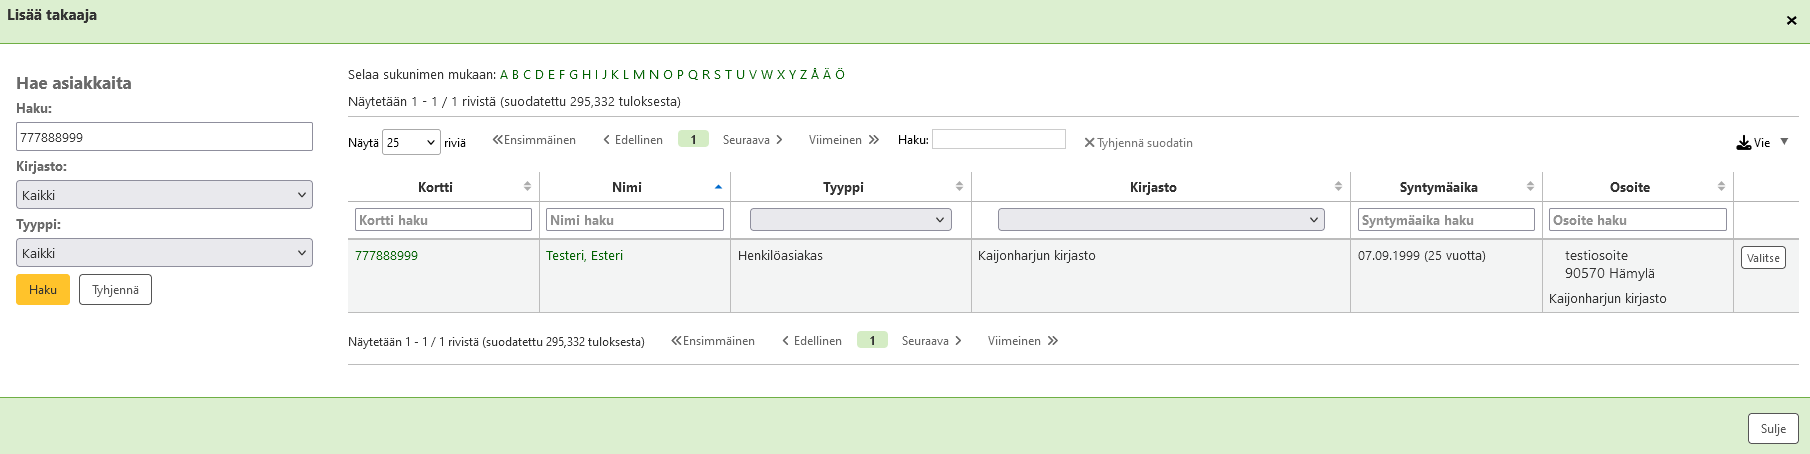 Lisää takaaja
×
Hae asiakkaita
Haku:
777888999
Kirjasto:
Kaikki
Tyyppi:
Kaikki
Haku Tyhjennä
Selaa sukunimen mukaan: A B C D E F G H I J K L M N O P Q R S T U V W X Y Z Å Ä Ö
Näytetään 1 - 1 / 1 rivistä (suodatettu 295,332 tuloksesta)
Näytä 25 riviä Ensimmäinen Edellinen 1 Seuraava Viimeinen Haku: Tyhjennä suodatin Vie
Kortti Nimi Tyyppi Kirjasto Syntymäaika Osoite
Kortti haku Nimi haku Syntymäaika haku Osoite haku
777888999 Testeri, Esteri Henkilöasiakas Kaijonharjun kirjasto 07.09.1999 (25 vuotta) testiosoite Valitse
90570 Hämylä
Kaijonharjun kirjasto
Näytetään 1 - 1 / 1 rivistä (suodatettu 295,332 tuloksesta) Ensimmäinen Edellinen 1 Seuraava Viimeinen
Sulje